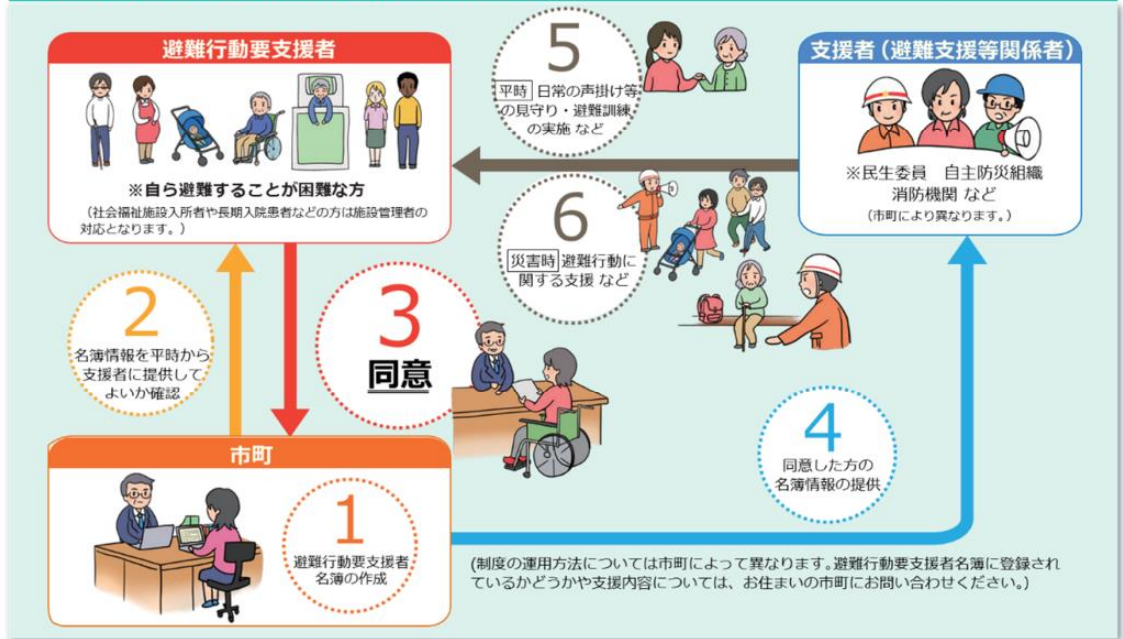 避難行動要支援者
※自ら避難することが困難な方
（社会福祉施設入所者や長期入院患者などの方は施設管理者の
対応となります。）
5
平時 日常の声掛け等
の見守り・避難訓練
の実施 など
支援者（避難支援等関係者）
※民生委員　自主防災組織
消防機関 など
（市町により異なります。）
6
災害時 避難行動に
関する支援 など
2
名簿情報を平時から
支援者に提供して
よいか確認
3
同意
4
同意した方の
名簿情報の提供
市町
1
避難行動要支援者
名簿の作成
(制度の運用方法については市町によって異なります。避難行動要支援者名簿に登録され
ているかどうかや支援内容については、お住まいの市町にお問い合わせください。)